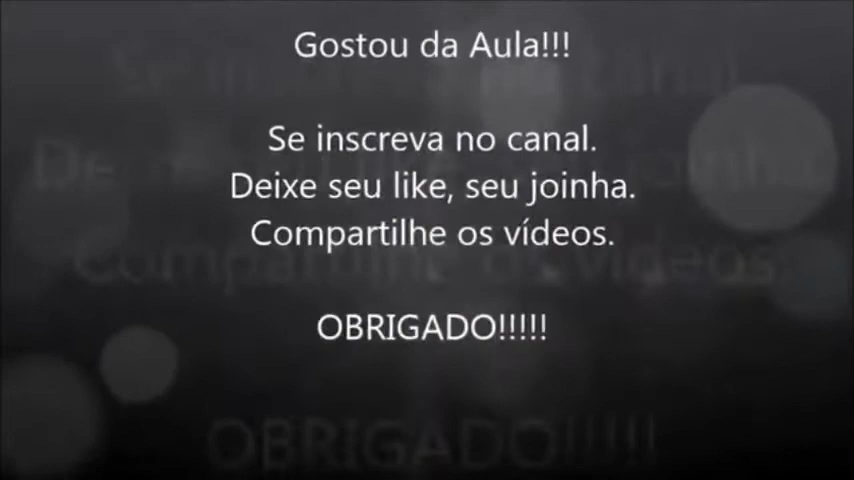 Gostou da Aula!!!
Se inscreva no canal.
Deixe seu like, seu joinha.
Compartilhe os vídeos.
OBRIGADO!!!!!